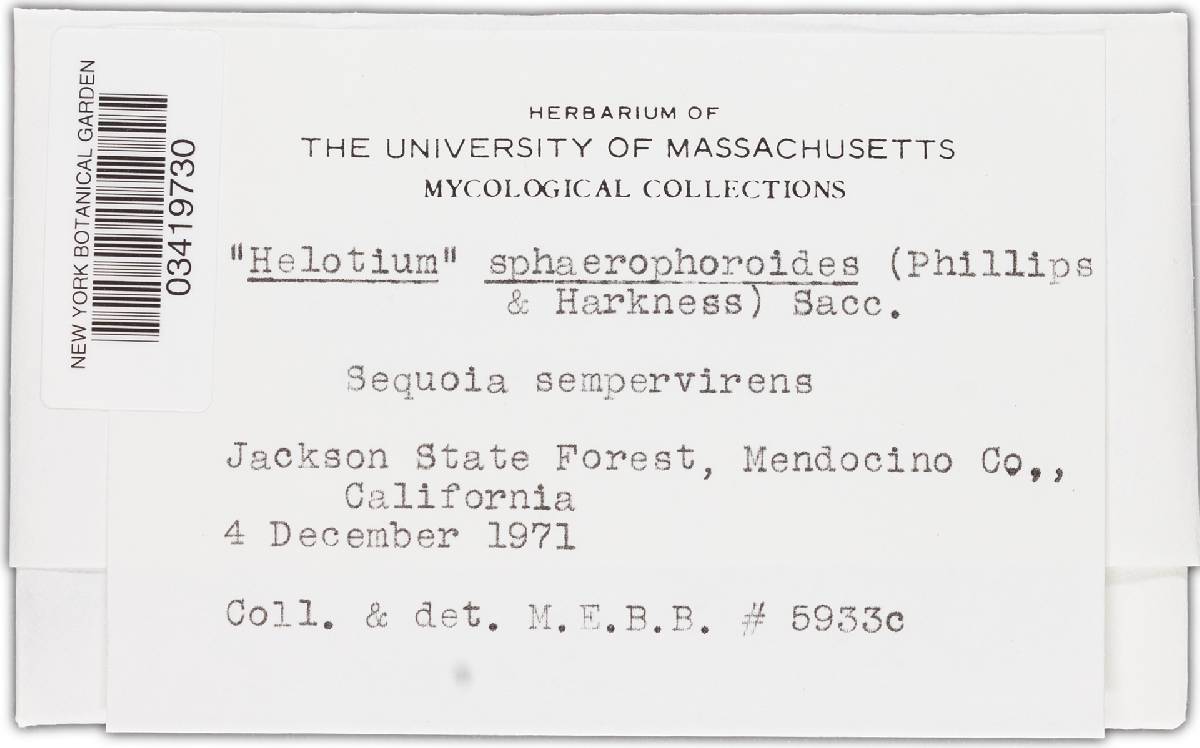 NEW YORK BOTANICAL GARDEN
03419730
HERBARIUM OF
THE UNIVERSITY OF MASSACHUSETTS
MYCOLOGICAL COLLECTIONS
"Helotium" sphaerophoroides (Phillips
& Harkness) Sacc.
Sequoia sempervirens
Jackson State Forest, Mendocino Co,,
California
4 December 1971
Coll. & det. M.E.B.B. # 5933c